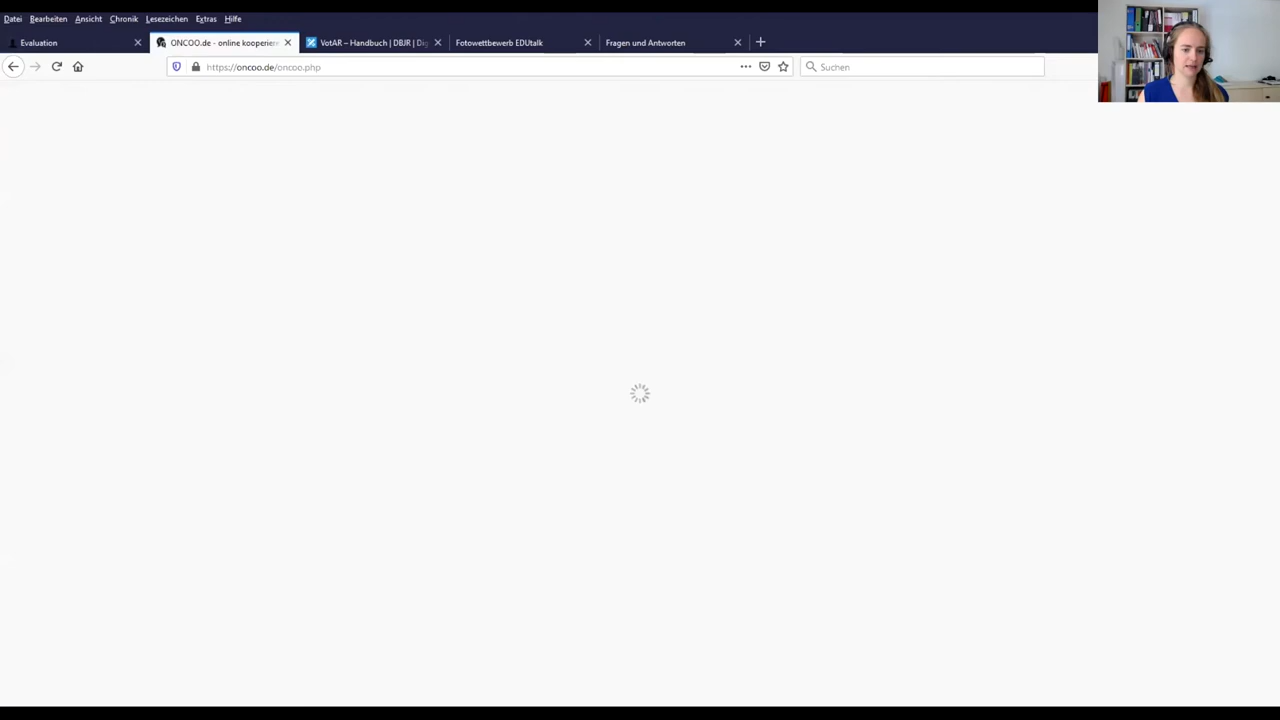 Datei Bearbeiten Ansicht Chronik Lesezeichen Extras Hilfe
Evaluation ONCOO.de - online kooperieren VotAR – Handbuch | DBJR | Dig Fotowettbewerb EDUtalk Fragen und Antworten
https://oncoo.de/oncoo.php Suchen